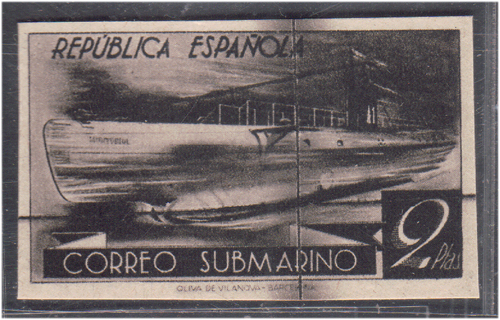 REPÚBLICA ESPAÑOLA
2 Ptas
CORREO SUBMARINO
OLIVA DE VILANOVA - BARCELONA